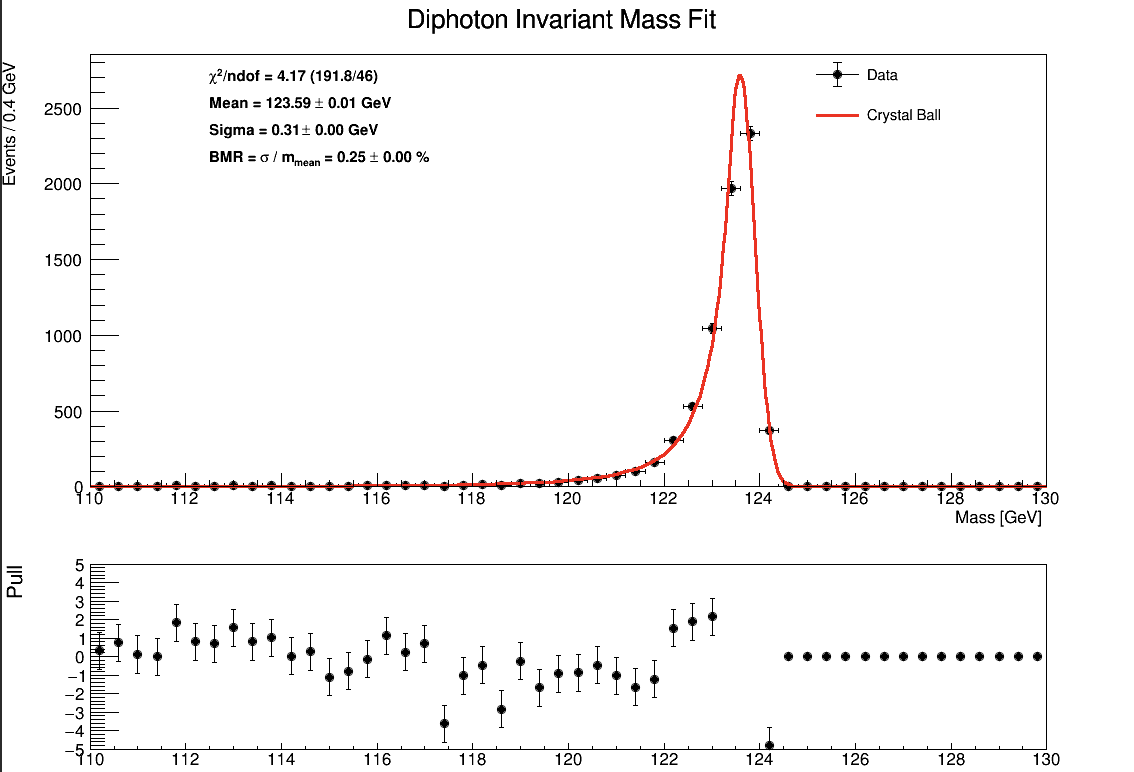 Diphoton Invariant Mass Fit
Events / 0.4 GeV
χ²/ndof = 4.17 (191.8/46)
Mean = 123.59 ± 0.01 GeV
Sigma = 0.31± 0.00 GeV
BMR = σ / m_mean = 0.25 ± 0.00 %
Data
Crystal Ball
2500
2000
1500
1000
500
0
110 112 114 116 118 120 122 124 126 128 130
Mass [GeV]
Pull
5
4
3
2
1
0
−1
−2
−3
−4
−5
110 112 114 116 118 120 122 124 126 128 130